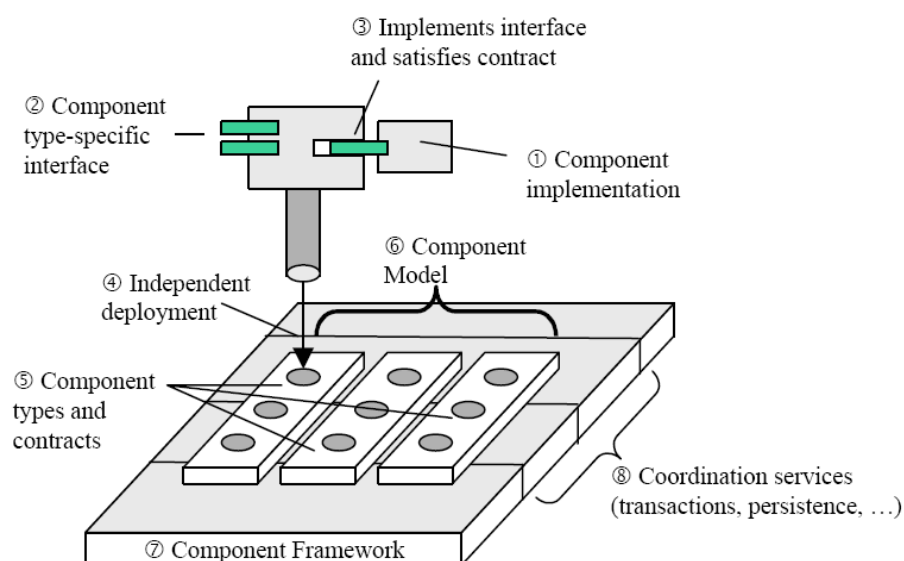 ③ Implements interface
and satisfies contract
② Component
type-specific
interface
① Component
implementation
⑥ Component
Model
④ Independent
deployment
⑤ Component
types and
contracts
⑧ Coordination services
(transactions, persistence, …)
⑦ Component Framework